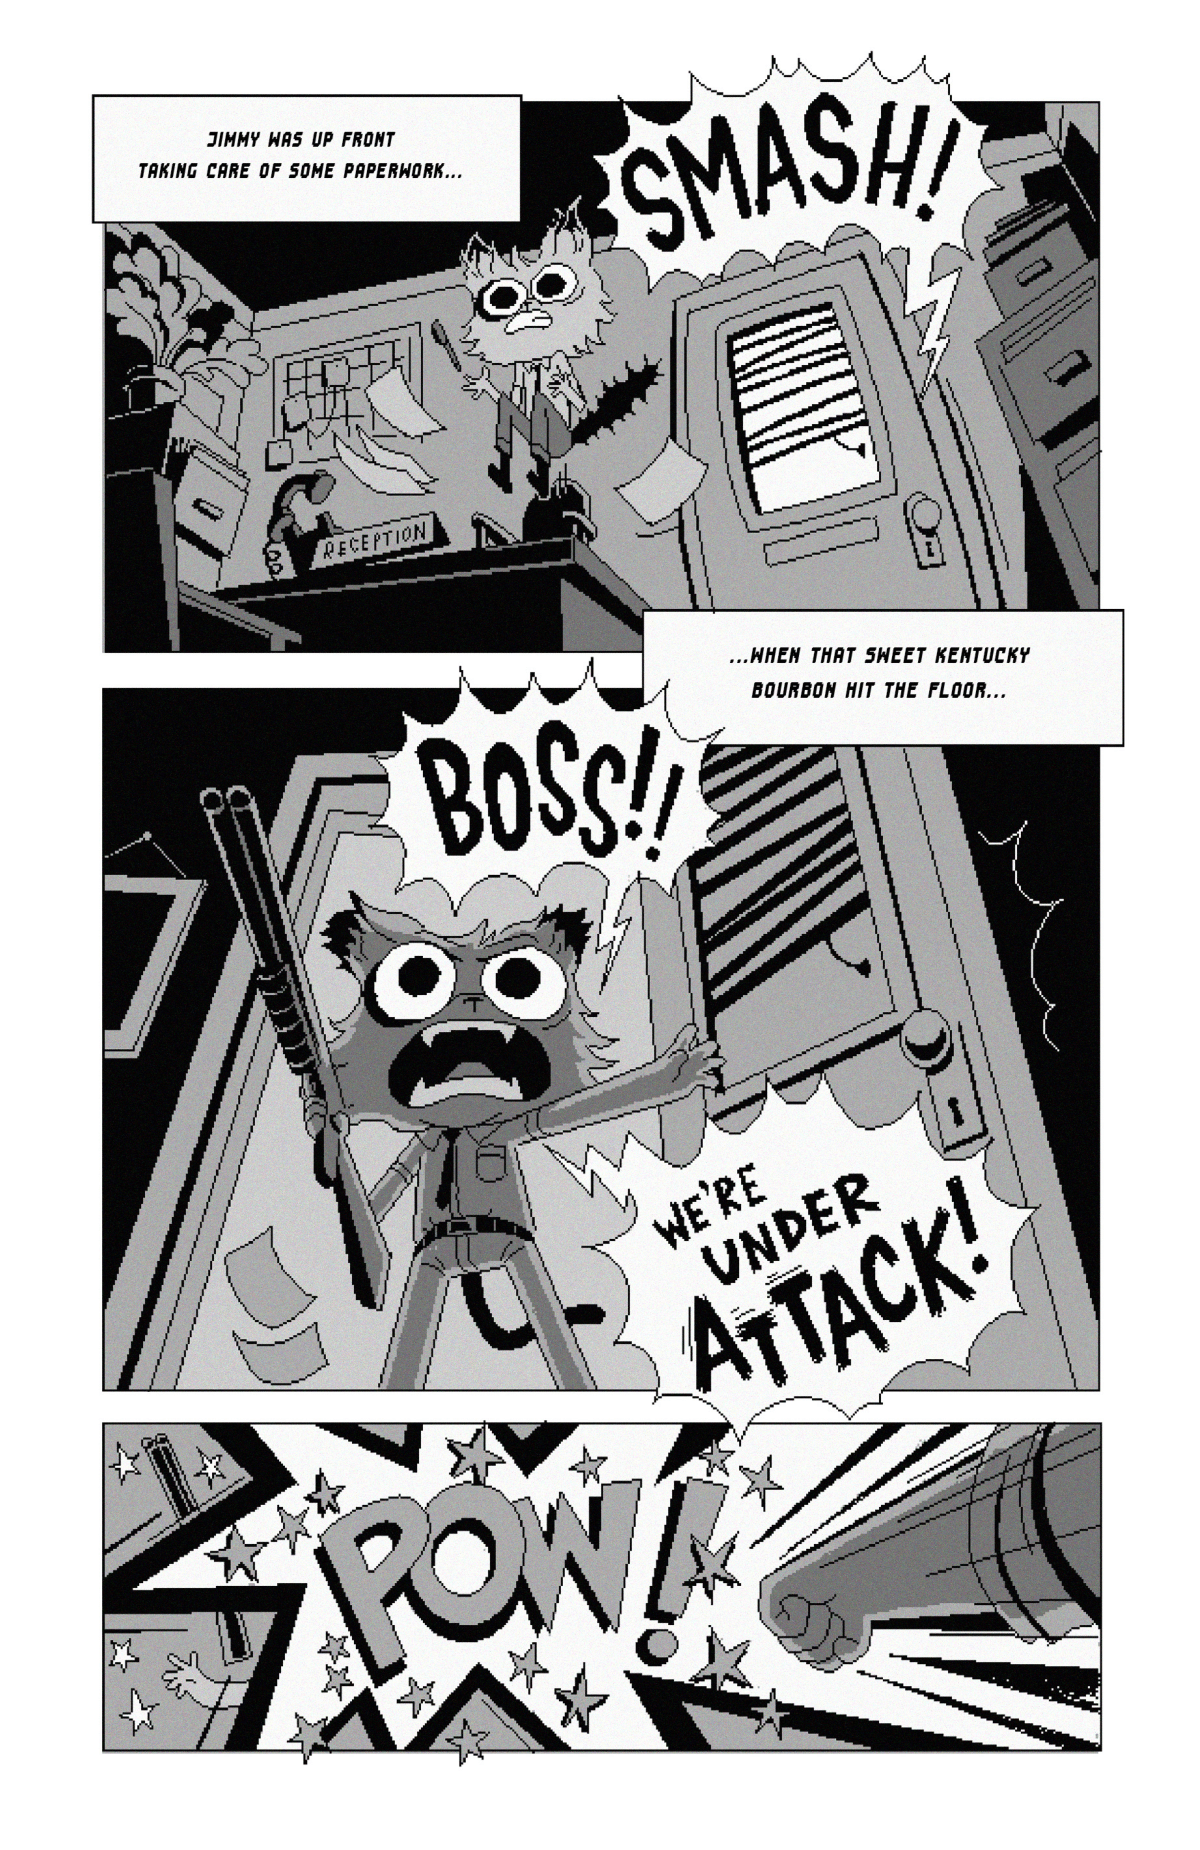 JIMMY WAS UP FRONT
TAKING CARE OF SOME PAPERWORK...
SMASH!
RECEPTION
...WHEN THAT SWEET KENTUCKY
BOURBON HIT THE FLOOR...
BOSS!!
WE'RE
UNDER
ATTACK!
POW!